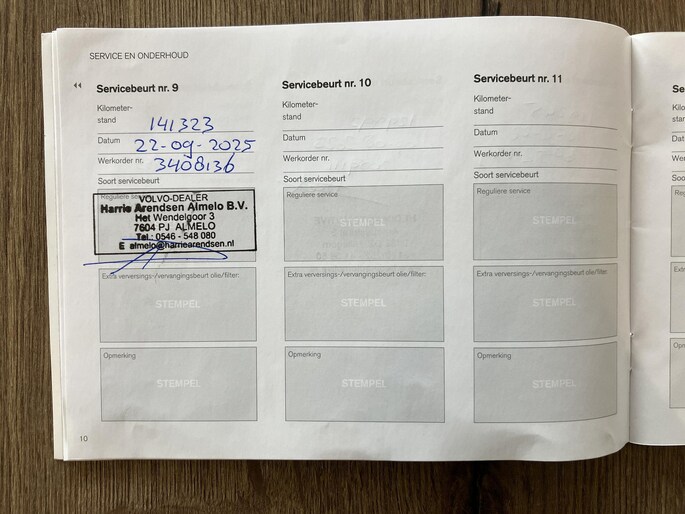 SERVICE EN ONDERHOUD
Servicebeurt nr. 9
Kilometer-
stand 141323
Datum 22-09-2025
Werkorder nr. 3408136
Soort servicebeurt
Reguliere
VOLVO-DEALER
Harrie Arendsen Almelo B.V.
Het Wendelgoor 3
7604 PJ ALMELO
Tel.: 0546 - 548 080
E almelo@harriearendsen.nl
Extra verversings-/vervangingsbeurt olie/filter:
STEMPEL
Opmerking
STEMPEL
10
Servicebeurt nr. 10
Kilometer-
stand
Datum
Werkorder nr.
Soort servicebeurt
Reguliere service
Extra verversings-/vervangingsbeurt olie/filter:
STEMPEL
Opmerking
STEMPEL
Servicebeurt nr. 11
Kilometer-
stand
Datum
Werkorder nr.
Soort servicebeurt
Reguliere service
STEMPEL
Extra verversings-/vervangingsbeurt olie/filter:
STEMPEL
Opmerking
STEMPEL